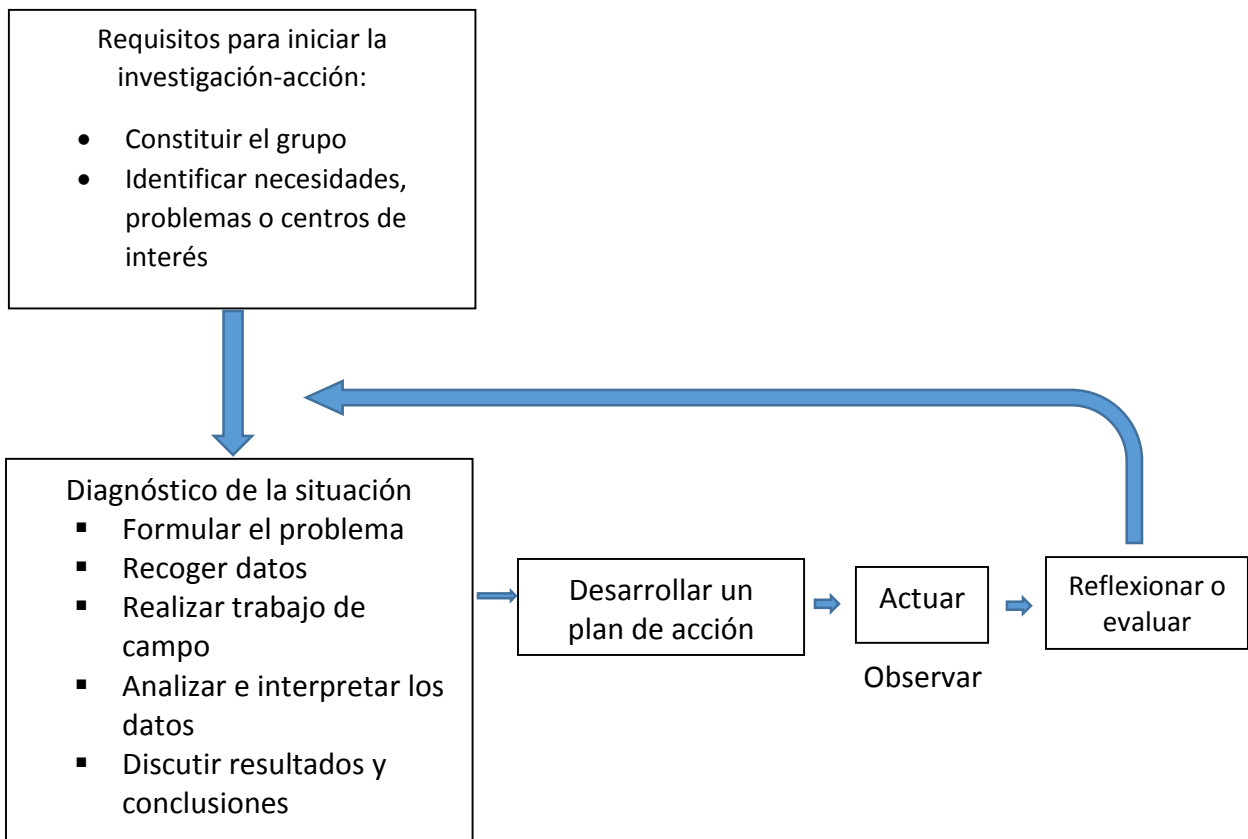 Requisitos para iniciar la
investigación-acción:
• Constituir el grupo
• Identificar necesidades,
problemas o centros de
interés
Diagnóstico de la situación
▪ Formular el problema
▪ Recoger datos
▪ Realizar trabajo de
campo
▪ Analizar e interpretar los
datos
▪ Discutir resultados y
conclusiones
Desarrollar un
plan de acción
Actuar
Observar
Reflexionar o
evaluar